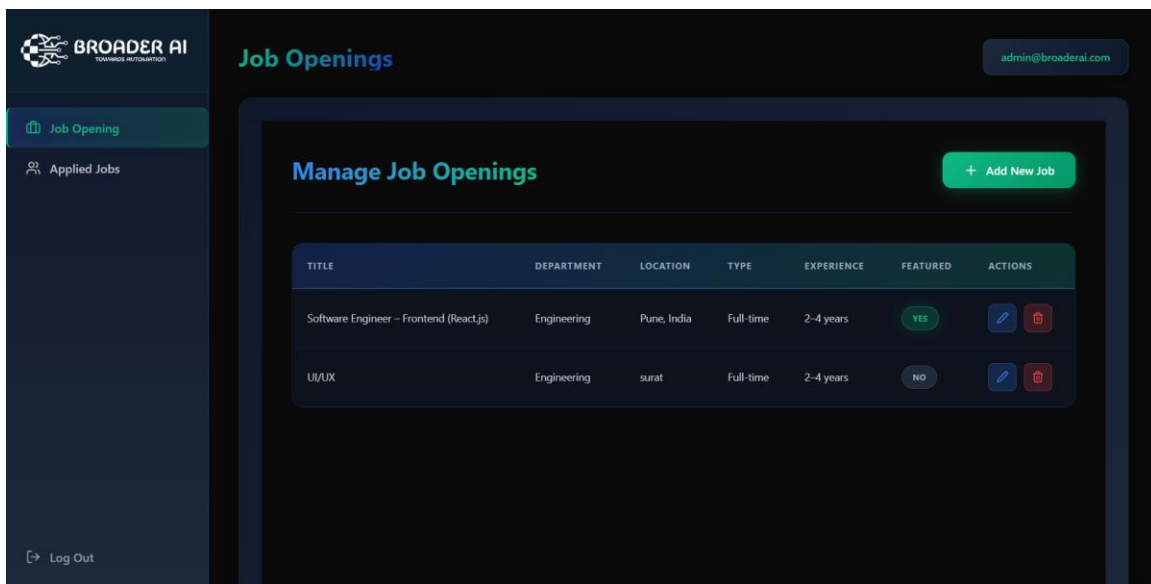 BROADER AI
TOWARDS AUTOMATION
Job Openings
admin@broaderai.com
Job Opening
Applied Jobs
Manage Job Openings
+ Add New Job
TITLE DEPARTMENT LOCATION TYPE EXPERIENCE FEATURED ACTIONS
Software Engineer – Frontend (React.js) Engineering Pune, India Full-time 2–4 years YES
UI/UX Engineering surat Full-time 2–4 years NO
Log Out